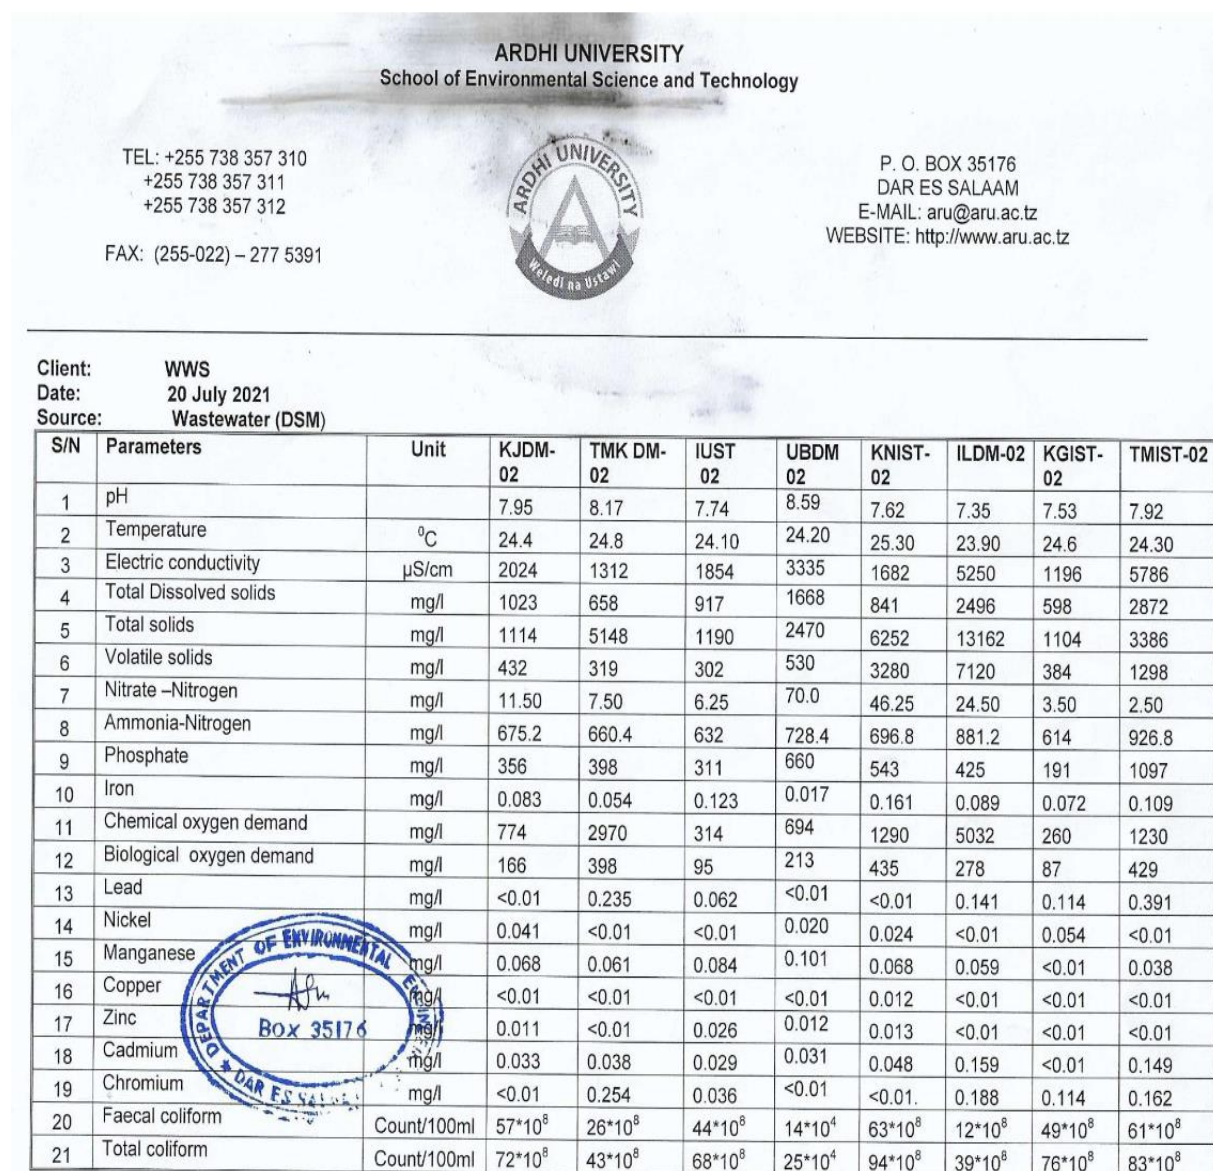 ARDHI UNIVERSITY
School of Environmental Science and Technology
TEL: +255 738 357 310
+255 738 357 311
+255 738 357 312
FAX: (255-022) – 277 5391
ARDHI UNIVERSITY
Weledi na Ustawi
P. O. BOX 35176
DAR ES SALAAM
E-MAIL: aru@aru.ac.tz
WEBSITE: http://www.aru.ac.tz
Client: WWS
Date: 20 July 2021
Source: Wastewater (DSM)
S/N Parameters Unit KJDM-02 TMK DM-02 IUST 02 UBDM 02 KNIST-02 ILDM-02 KGIST-02 TMIST-02
1 pH 7.95 8.17 7.74 8.59 7.62 7.35 7.53 7.92
2 Temperature ⁰C 24.4 24.8 24.10 24.20 25.30 23.90 24.6 24.30
3 Electric conductivity µS/cm 2024 1312 1854 3335 1682 5250 1196 5786
4 Total Dissolved solids mg/l 1023 658 917 1668 841 2496 598 2872
5 Total solids mg/l 1114 5148 1190 2470 6252 13162 1104 3386
6 Volatile solids mg/l 432 319 302 530 3280 7120 384 1298
7 Nitrate –Nitrogen mg/l 11.50 7.50 6.25 70.0 46.25 24.50 3.50 2.50
8 Ammonia-Nitrogen mg/l 675.2 660.4 632 728.4 696.8 881.2 614 926.8
9 Phosphate mg/l 356 398 311 660 543 425 191 1097
10 Iron mg/l 0.083 0.054 0.123 0.017 0.161 0.089 0.072 0.109
11 Chemical oxygen demand mg/l 774 2970 314 694 1290 5032 260 1230
12 Biological oxygen demand mg/l 166 398 95 213 435 278 87 429
13 Lead mg/l <0.01 0.235 0.062 <0.01 <0.01 0.141 0.114 0.391
14 Nickel mg/l 0.041 <0.01 <0.01 0.020 0.024 <0.01 0.054 <0.01
15 Manganese mg/l 0.068 0.061 0.084 0.101 0.068 0.059 <0.01 0.038
16 Copper mg/l <0.01 <0.01 <0.01 <0.01 0.012 <0.01 <0.01 <0.01
17 Zinc mg/l 0.011 <0.01 0.026 0.012 0.013 <0.01 <0.01 <0.01
18 Cadmium mg/l 0.033 0.038 0.029 0.031 0.048 0.159 <0.01 0.149
19 Chromium mg/l <0.01 0.254 0.036 <0.01 <0.01. 0.188 0.114 0.162
20 Faecal coliform Count/100ml 57*10⁸ 26*10⁸ 44*10⁸ 14*10⁴ 63*10⁸ 12*10⁸ 49*10⁸ 61*10⁸
21 Total coliform Count/100ml 72*10⁸ 43*10⁸ 68*10⁸ 25*10⁴ 94*10⁸ 39*10⁸ 76*10⁸ 83*10⁸
DEPARTMENT OF ENVIRONMENTAL
BOX 35176
DAR ES